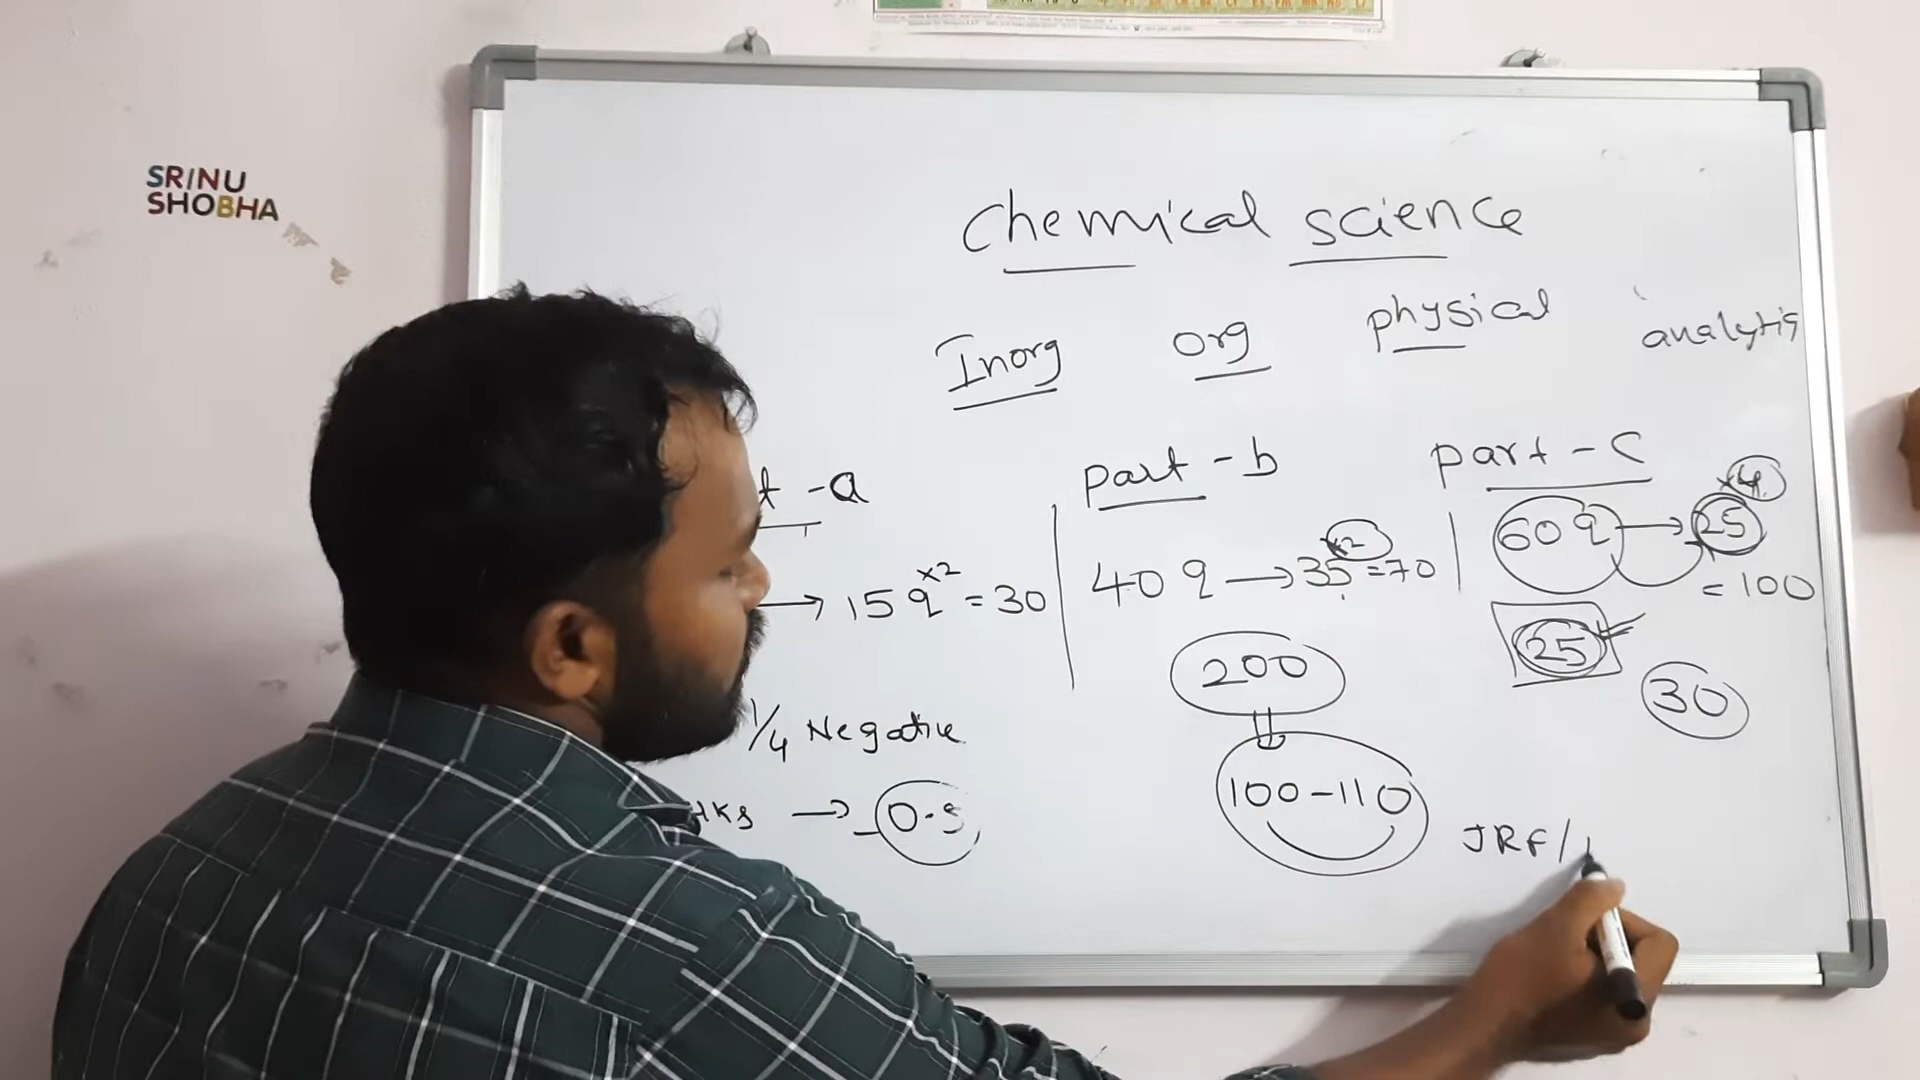 SRINU
SHOBHA
Chemical science
Inorg org physical
-a
15 q ×2 = 30
part - b
40 q → 35 ×2 = 70
part - c
60 q → 25 ×4
= 100
25
30
200
100-110
1/4 Negative
→ -0.5
JRF/